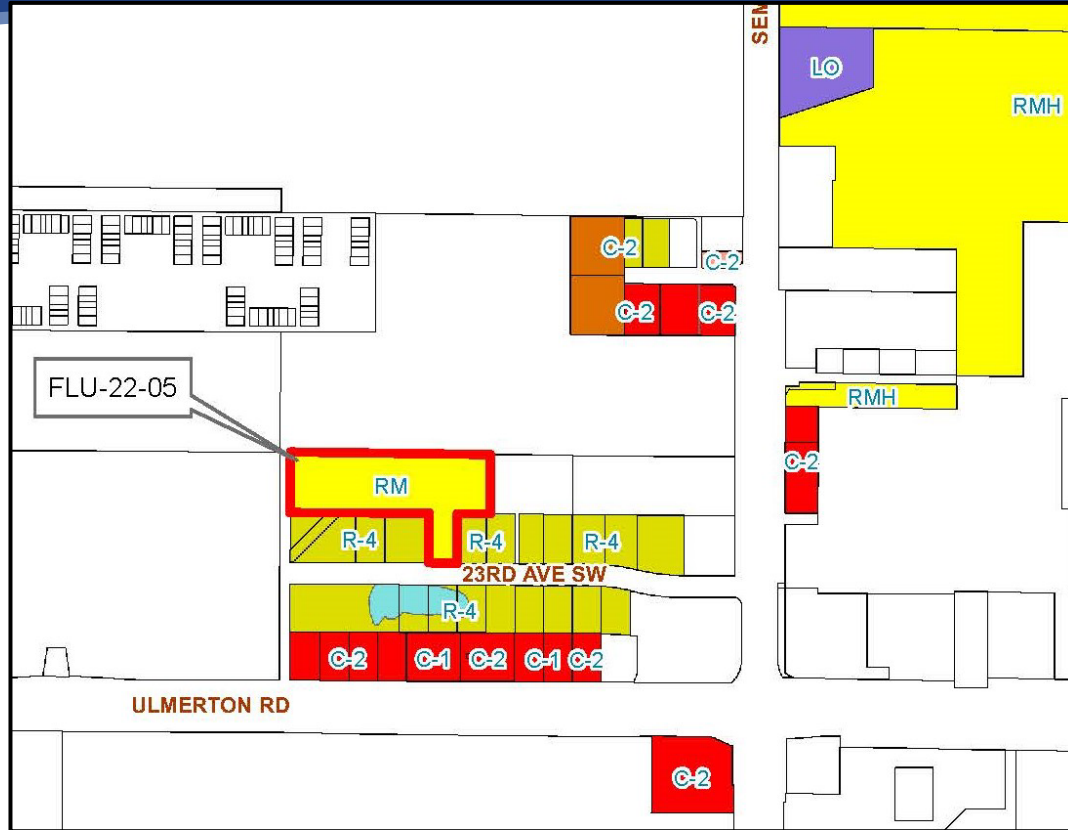 SEM
LO
RMH
C-2
C-2
C-2
C-2
FLU-22-05
RMH
C-2
RM
R-4
R-4
R-4
23RD AVE SW
R-4
C-2
C-1
C-2
C-1
C-2
ULMERTON RD
C-2